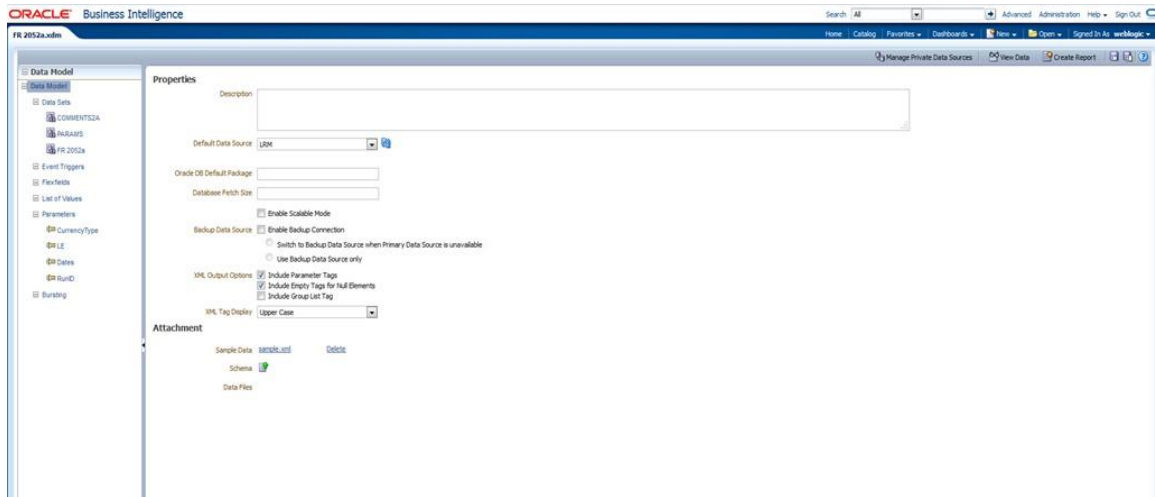 ORACLE Business Intelligence
Search All Advanced Administration Help Sign Out
FR 2052a.xdm
Home Catalog Favorites Dashboards New Open Signed In As weblogic
Manage Private Data Sources View Data Create Report
Data Model
Data Model
Data Sets
COMMENTS2A
PARAMS
FR 2052a
Event Triggers
Flexfields
List of Values
Parameters
CurrencyType
LE
Dates
RunID
Bursting
Properties
Description
Default Data Source LRM
Oracle DB Default Package
Database Fetch Size
Enable Scalable Mode
Backup Data Source Enable Backup Connection
Switch to Backup Data Source when Primary Data Source is unavailable
Use Backup Data Source only
XML Output Options Include Parameter Tags
Include Empty Tags for Null Elements
Include Group List Tag
XML Tag Display Upper Case
Attachment
Sample Data sample.xml Delete
Schema
Data Files